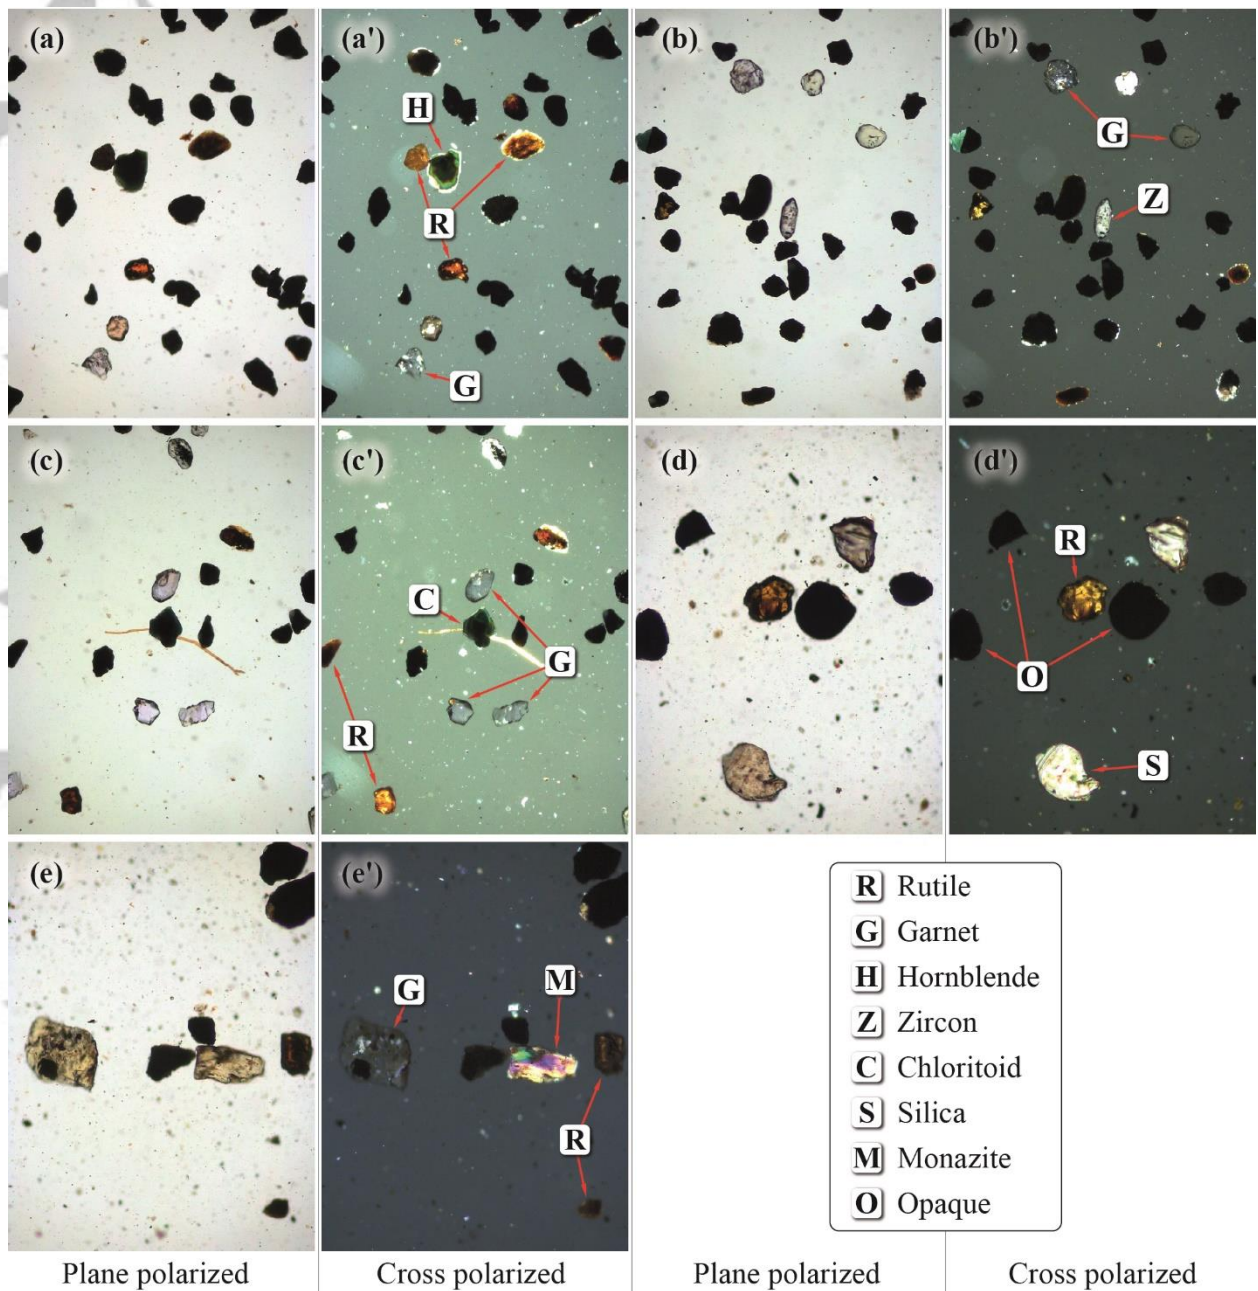 (a)
(a')
(b)
(b')
H
R
G
G
Z
(c)
(c')
(d)
(d')
C
G
R
R
O
S
(e)
(e')
G
M
R
R Rutile
G Garnet
H Hornblende
Z Zircon
C Chloritoid
S Silica
M Monazite
O Opaque
Plane polarized
Cross polarized
Plane polarized
Cross polarized